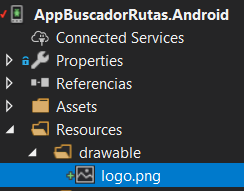 AppBuscadorRutas.Android
Connected Services
Properties
Referencias
Assets
Resources
drawable
logo.png